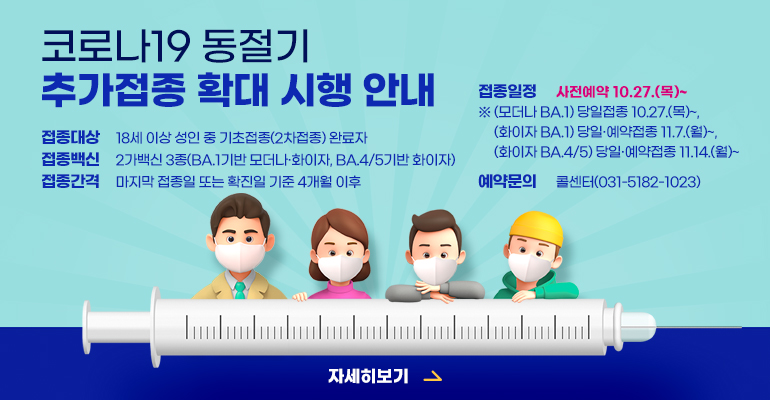 코로나19 동절기
추가접종 확대 시행 안내
접종대상 18세 이상 성인 중 기초접종(2차접종) 완료자
접종백신 2가백신 3종(BA.1기반 모더나·화이자, BA.4/5기반 화이자)
접종간격 마지막 접종일 또는 확진일 기준 4개월 이후
접종일정 사전예약 10.27.(목)~
※ (모더나 BA.1) 당일접종 10.27.(목)~,
(화이자 BA.1) 당일·예약접종 11.7.(월)~,
(화이자 BA.4/5) 당일·예약접종 11.14.(월)~
예약문의 콜센터(031-5182-1023)
자세히보기